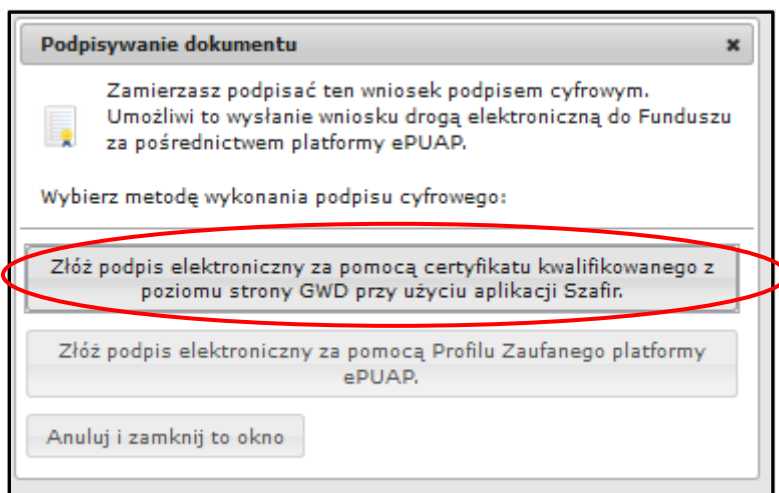 Podpisywanie dokumentu
Zamierzasz podpisać ten wniosek podpisem cyfrowym.
Umożliwi to wysłanie wniosku drogą elektroniczną do Funduszu
za pośrednictwem platformy ePUAP.
Wybierz metodę wykonania podpisu cyfrowego:
Złóż podpis elektroniczny za pomocą certyfikatu kwalifikowanego z
poziomu strony GWD przy użyciu aplikacji Szafir.
Złóż podpis elektroniczny za pomocą Profilu Zaufanego platformy
ePUAP.
Anuluj i zamknij to okno